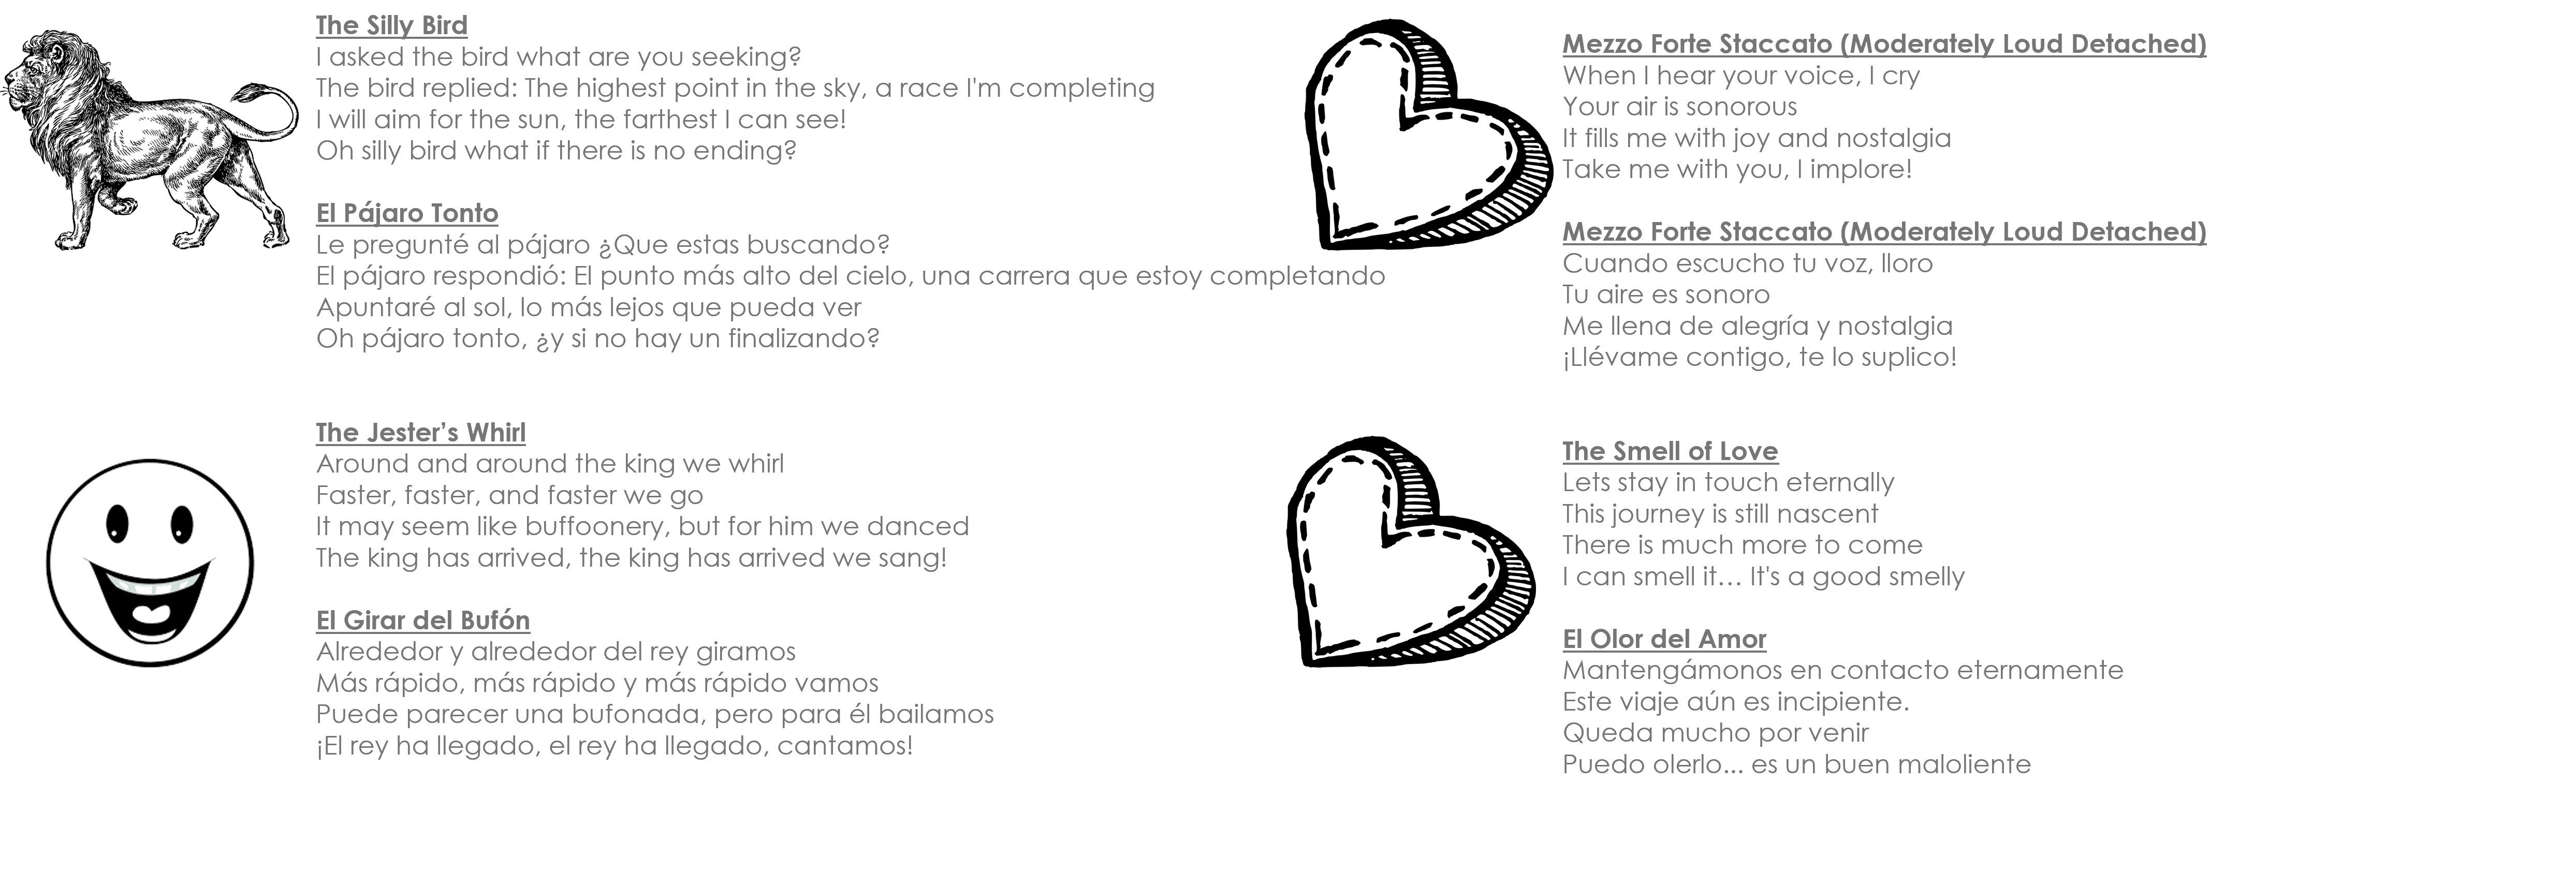 The Silly Bird
I asked the bird what are you seeking?
The bird replied: The highest point in the sky, a race I'm completing
I will aim for the sun, the farthest I can see!
Oh silly bird what if there is no ending?
El Pájaro Tonto
Le pregunté al pájaro ¿Que estas buscando?
El pájaro respondió: El punto más alto del cielo, una carrera que estoy completando
Apuntaré al sol, lo más lejos que pueda ver
Oh pájaro tonto, ¿y si no hay un finalizando?
The Jester’s Whirl
Around and around the king we whirl
Faster, faster, and faster we go
It may seem like buffoonery, but for him we danced
The king has arrived, the king has arrived we sang!
El Girar del Bufón
Alrededor y alrededor del rey giramos
Más rápido, más rápido y más rápido vamos
Puede parecer una bufonada, pero para él bailamos
¡El rey ha llegado, el rey ha llegado, cantamos!
Mezzo Forte Staccato (Moderately Loud Detached)
When I hear your voice, I cry
Your air is sonorous
It fills me with joy and nostalgia
Take me with you, I implore!
Mezzo Forte Staccato (Moderately Loud Detached)
Cuando escucho tu voz, lloro
Tu aire es sonoro
Me llena de alegría y nostalgia
¡Llévame contigo, te lo suplico!
The Smell of Love
Lets stay in touch eternally
This journey is still nascent
There is much more to come
I can smell it… It's a good smelly
El Olor del Amor
Mantengámonos en contacto eternamente
Este viaje aún es incipiente.
Queda mucho por venir
Puedo olerlo... es un buen maloliente